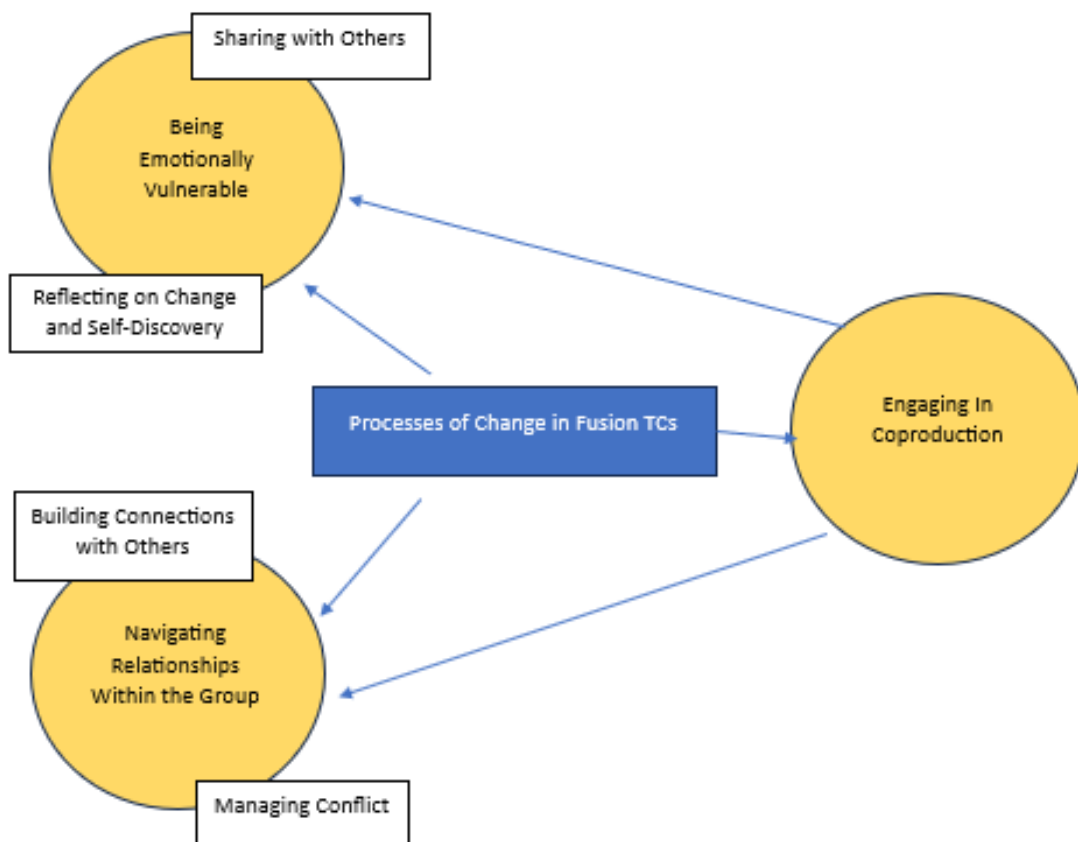 Sharing with Others
Being
Emotionally
Vulnerable
Reflecting on Change
and Self-Discovery
Processes of Change in Fusion TCs
Engaging In
Coproduction
Building Connections
with Others
Navigating
Relationships
Within the Group
Managing Conflict